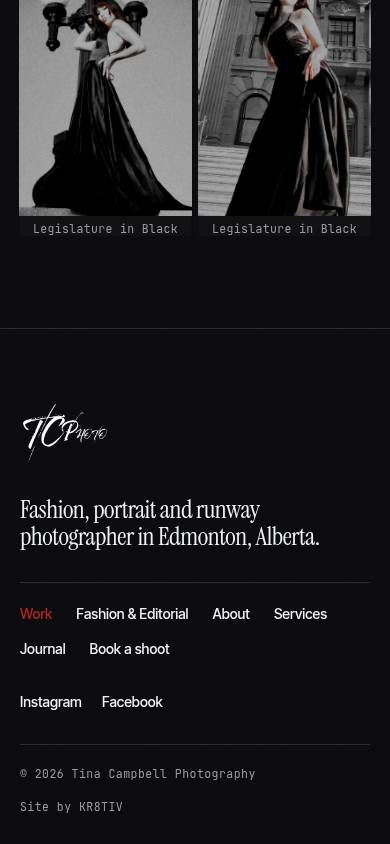 Legislature in Black
Legislature in Black
TCPHOTO
Fashion, portrait and runway
photographer in Edmonton, Alberta.
Work Fashion & Editorial About Services
Journal Book a shoot
Instagram Facebook
© 2026 Tina Campbell Photography
Site by KR8TIV